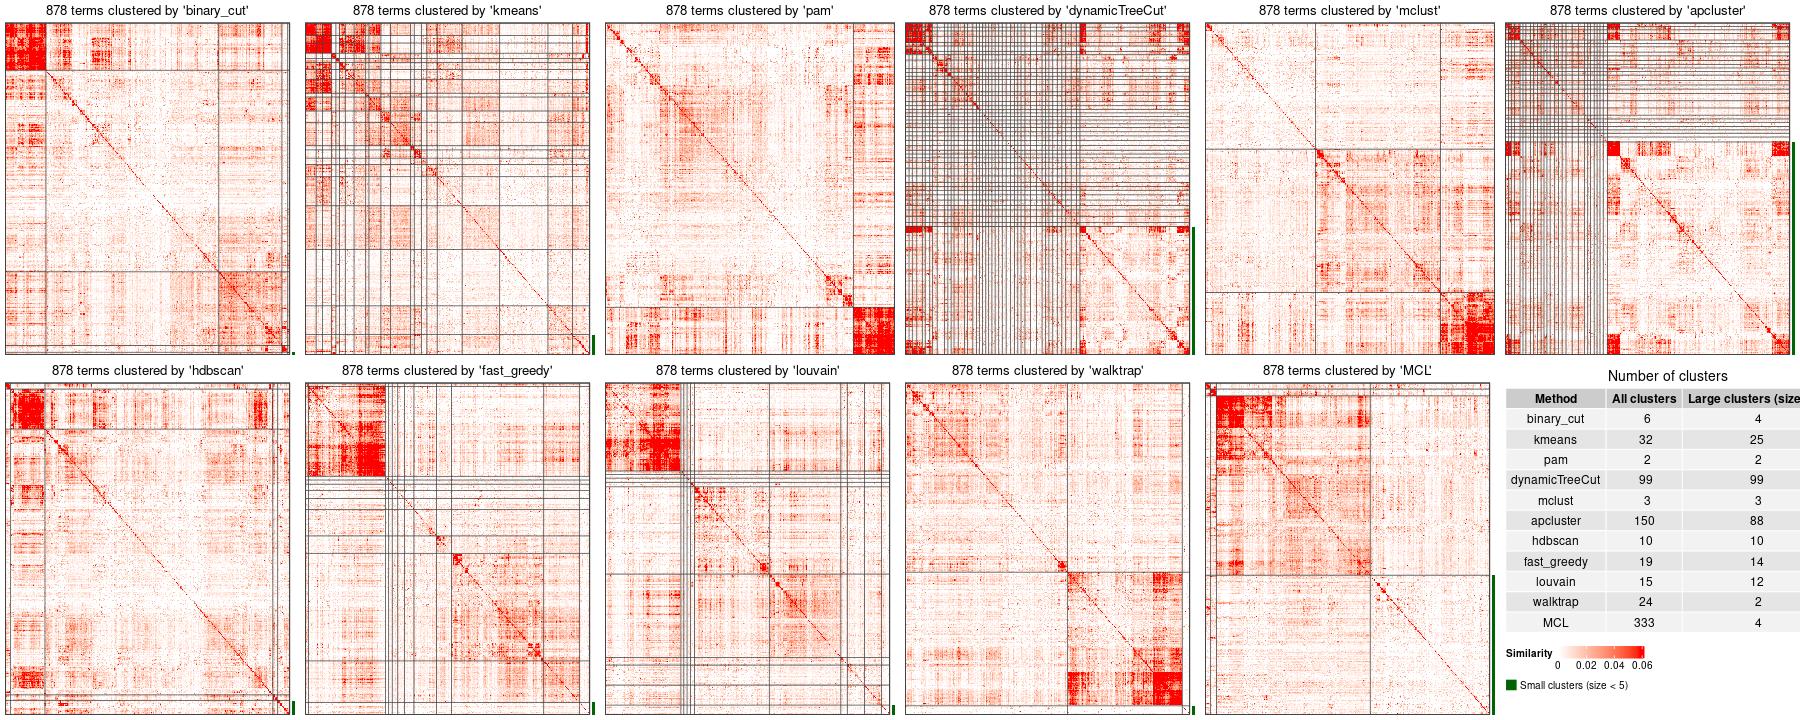 878 terms clustered by 'binary_cut'
878 terms clustered by 'kmeans'
878 terms clustered by 'pam'
878 terms clustered by 'dynamicTreeCut'
878 terms clustered by 'mclust'
878 terms clustered by 'apcluster'
878 terms clustered by 'hdbscan'
878 terms clustered by 'fast_greedy'
878 terms clustered by 'louvain'
878 terms clustered by 'walktrap'
878 terms clustered by 'MCL'
Number of clusters
Method All clusters Large clusters (size
binary_cut 6 4
kmeans 32 25
pam 2 2
dynamicTreeCut 99 99
mclust 3 3
apcluster 150 88
hdbscan 10 10
fast_greedy 19 14
louvain 15 12
walktrap 24 2
MCL 333 4
Similarity
0 0.02 0.04 0.06
Small clusters (size < 5)